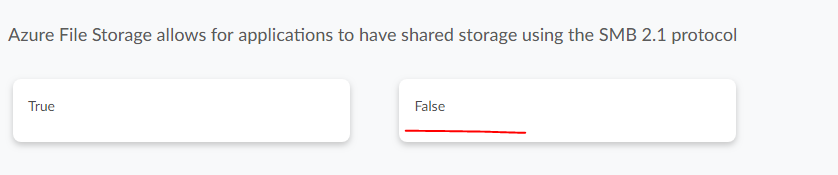 Azure File Storage allows for applications to have shared storage using the SMB 2.1 protocol
True
False